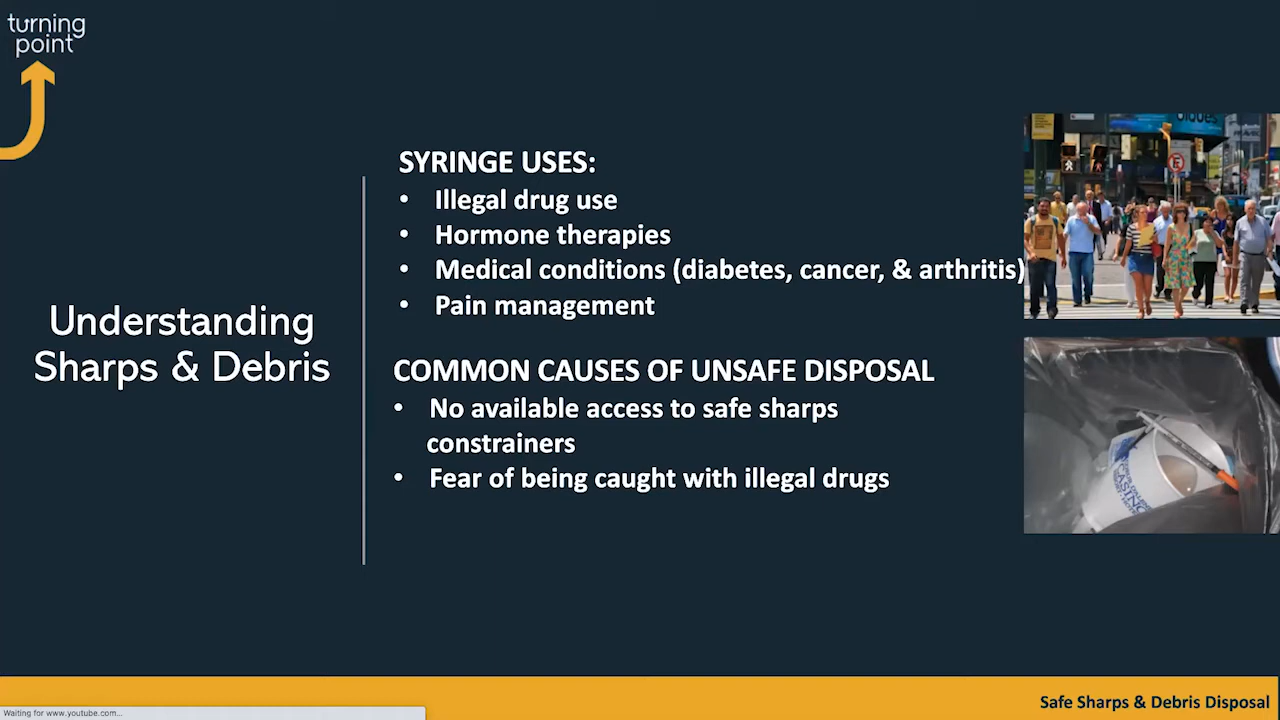 turning
point
SYRINGE USES:
• Illegal drug use
• Hormone therapies
• Medical conditions (diabetes, cancer, & arthritis)
• Pain management
Understanding
Sharps & Debris
COMMON CAUSES OF UNSAFE DISPOSAL
• No available access to safe sharps
constrainers
• Fear of being caught with illegal drugs
Safe Sharps & Debris Disposal
Waiting for www.youtube.com...